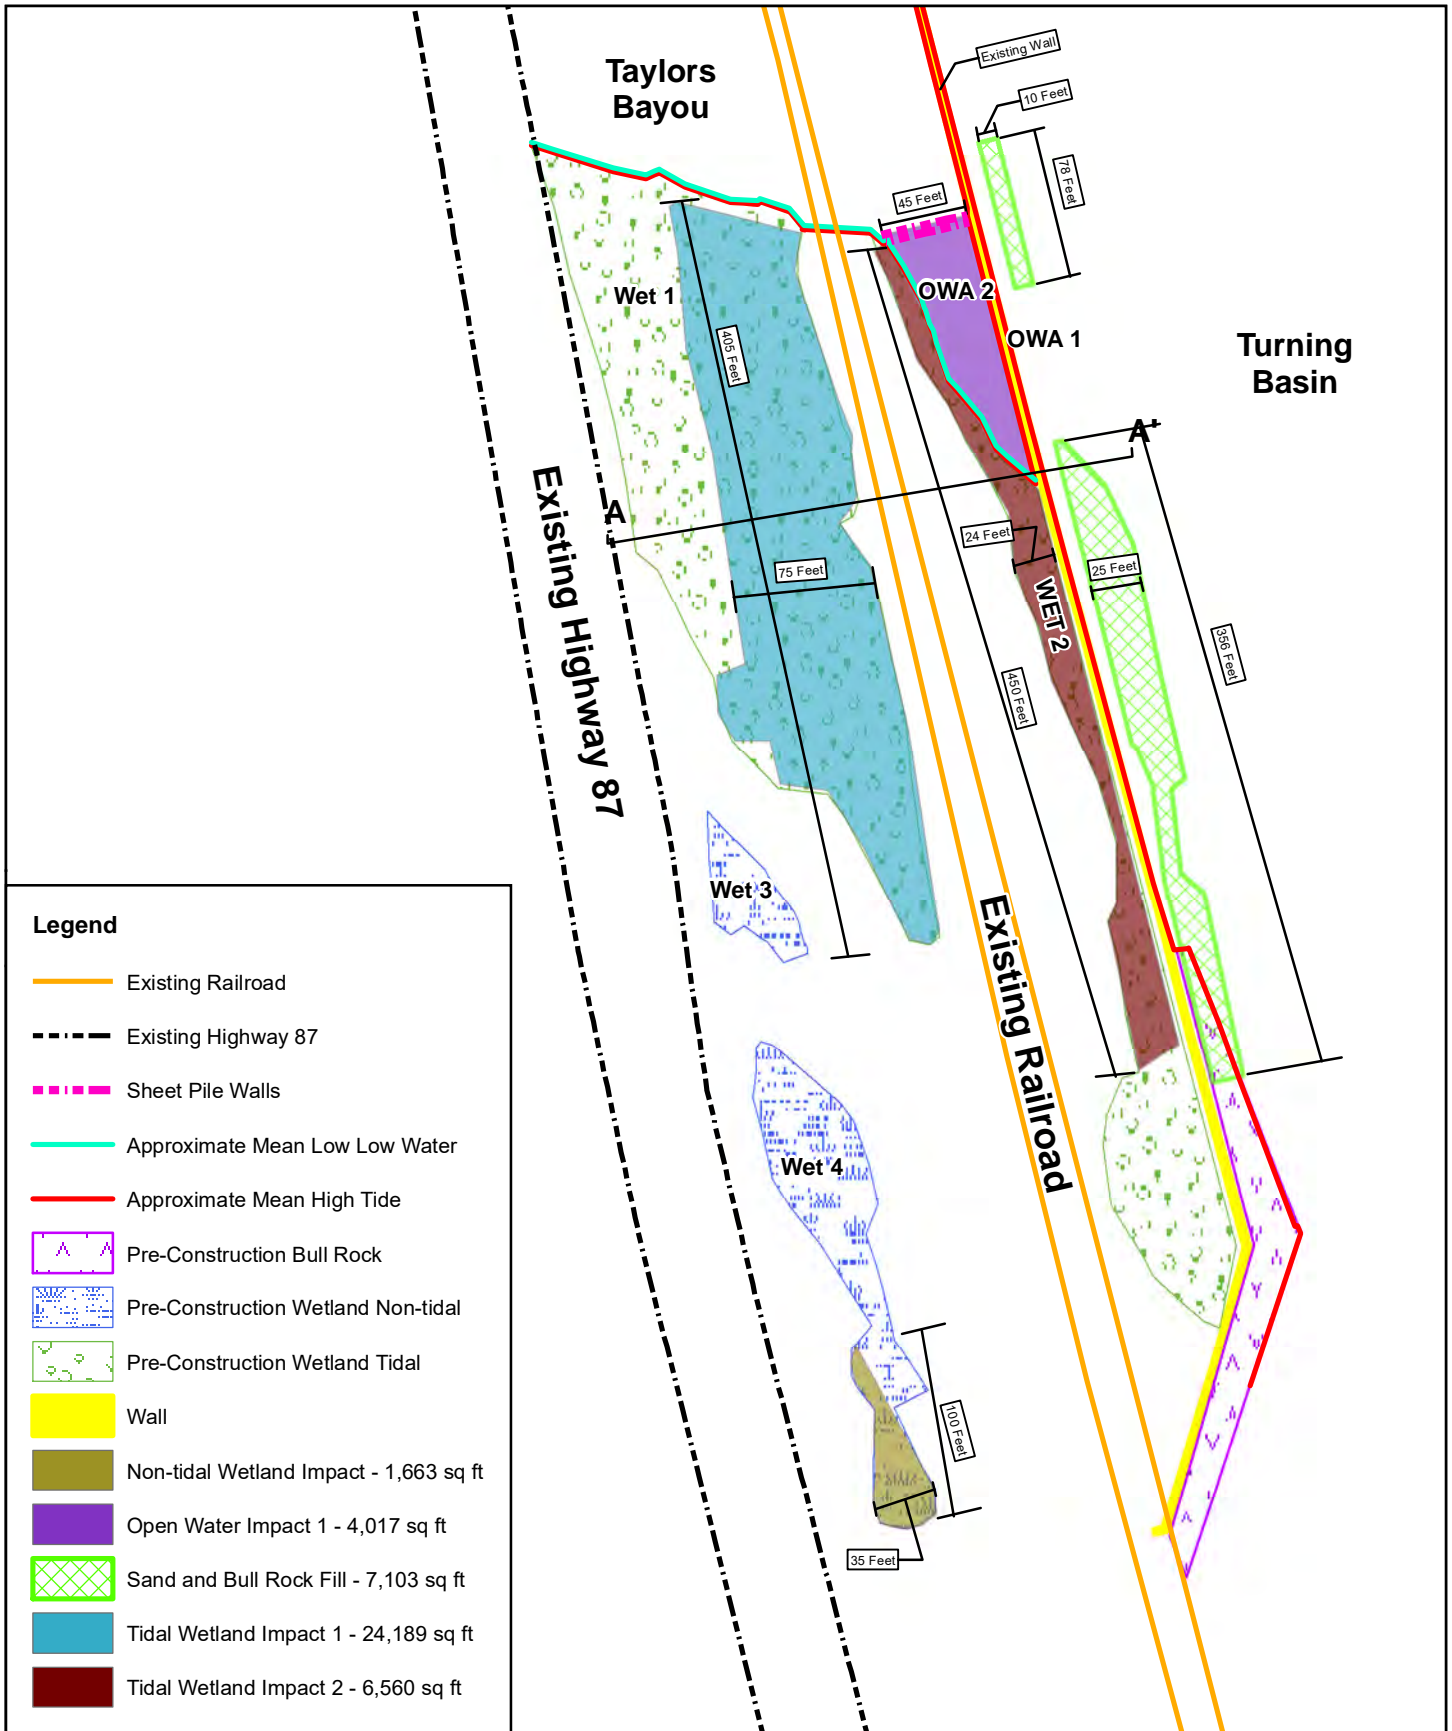 Taylors
Bayou
Existing Wall
10 Feet
78 Feet
45 Feet
OWA 2
Wet 1
OWA 1
405 Feet
Turning
Basin
A'
A
Existing Highway 87
24 Feet
75 Feet
25 Feet
WET 2
356 Feet
450 Feet
Wet 3
Existing Railroad
Wet 4
100 Feet
35 Feet
Legend
Existing Railroad
Existing Highway 87
Sheet Pile Walls
Approximate Mean Low Low Water
Approximate Mean High Tide
Pre-Construction Bull Rock
Pre-Construction Wetland Non-tidal
Pre-Construction Wetland Tidal
Wall
Non-tidal Wetland Impact - 1,663 sq ft
Open Water Impact 1 - 4,017 sq ft
Sand and Bull Rock Fill - 7,103 sq ft
Tidal Wetland Impact 1 - 24,189 sq ft
Tidal Wetland Impact 2 - 6,560 sq ft